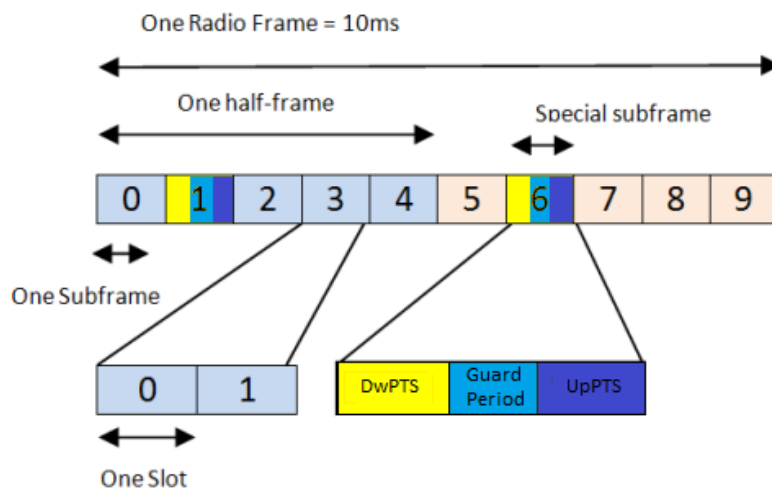 One Radio Frame = 10ms
One half-frame
Special subframe
0 1 2 3 4 5 6 7 8 9
One Subframe
0 1
DwPTS Guard Period UpPTS
One Slot